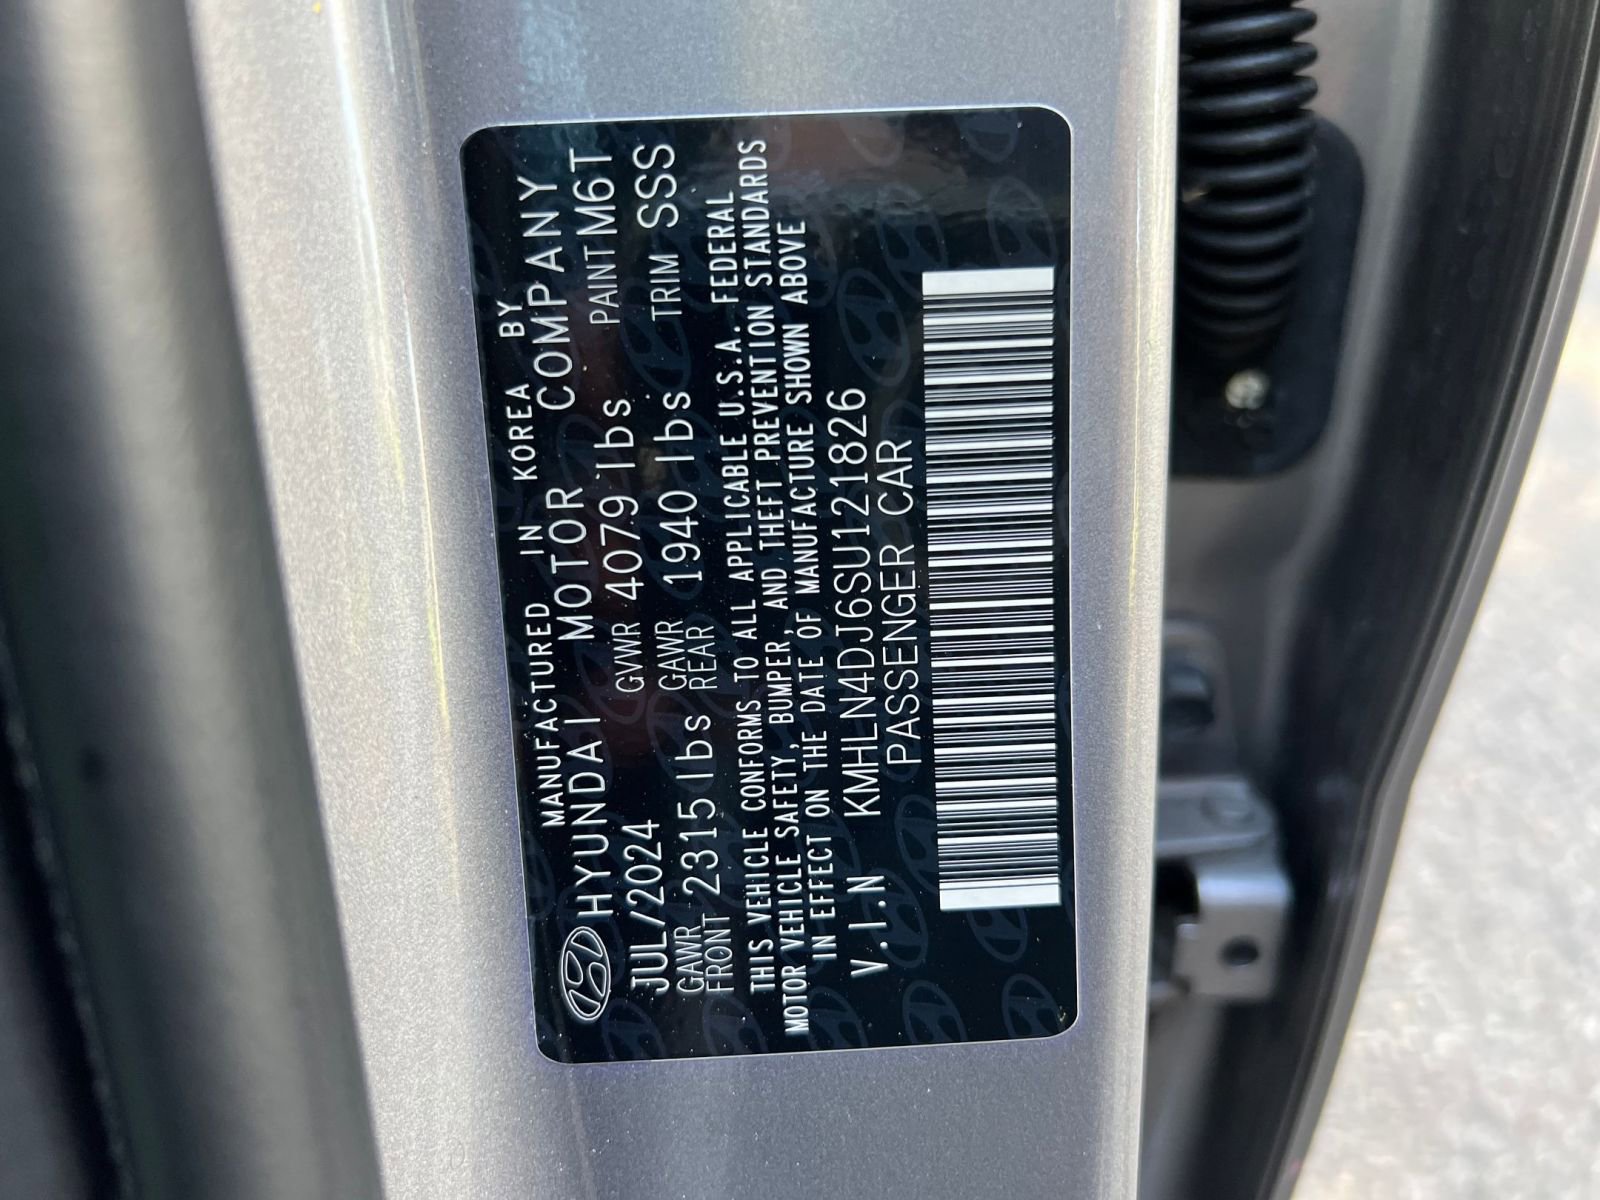 MANUFACTURED IN KOREA BY
HYUNDAI MOTOR COMPANY
JUL/2024 GVWR 4079 lbs PAINT M6T
GAWR FRONT 2315 lbs GAWR REAR 1940 lbs TRIM SSS
THIS VEHICLE CONFORMS TO ALL APPLICABLE U.S.A. FEDERAL
MOTOR VEHICLE SAFETY, BUMPER, AND THEFT PREVENTION STANDARDS
IN EFFECT ON THE DATE OF MANUFACTURE SHOWN ABOVE
V.I.N KMHLN4DJ6SU121826
PASSENGER CAR